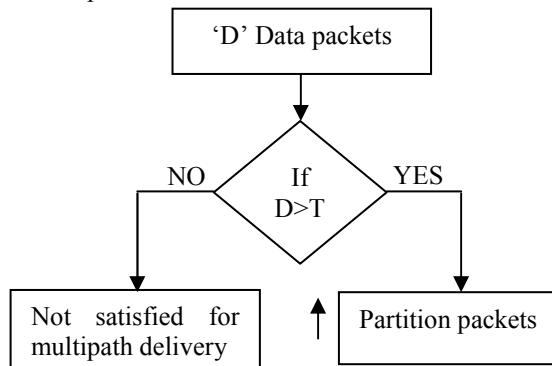 ‘D’ Data packets
NO
If
YES
D>T
Not satisfied for
multipath delivery
Partition packets